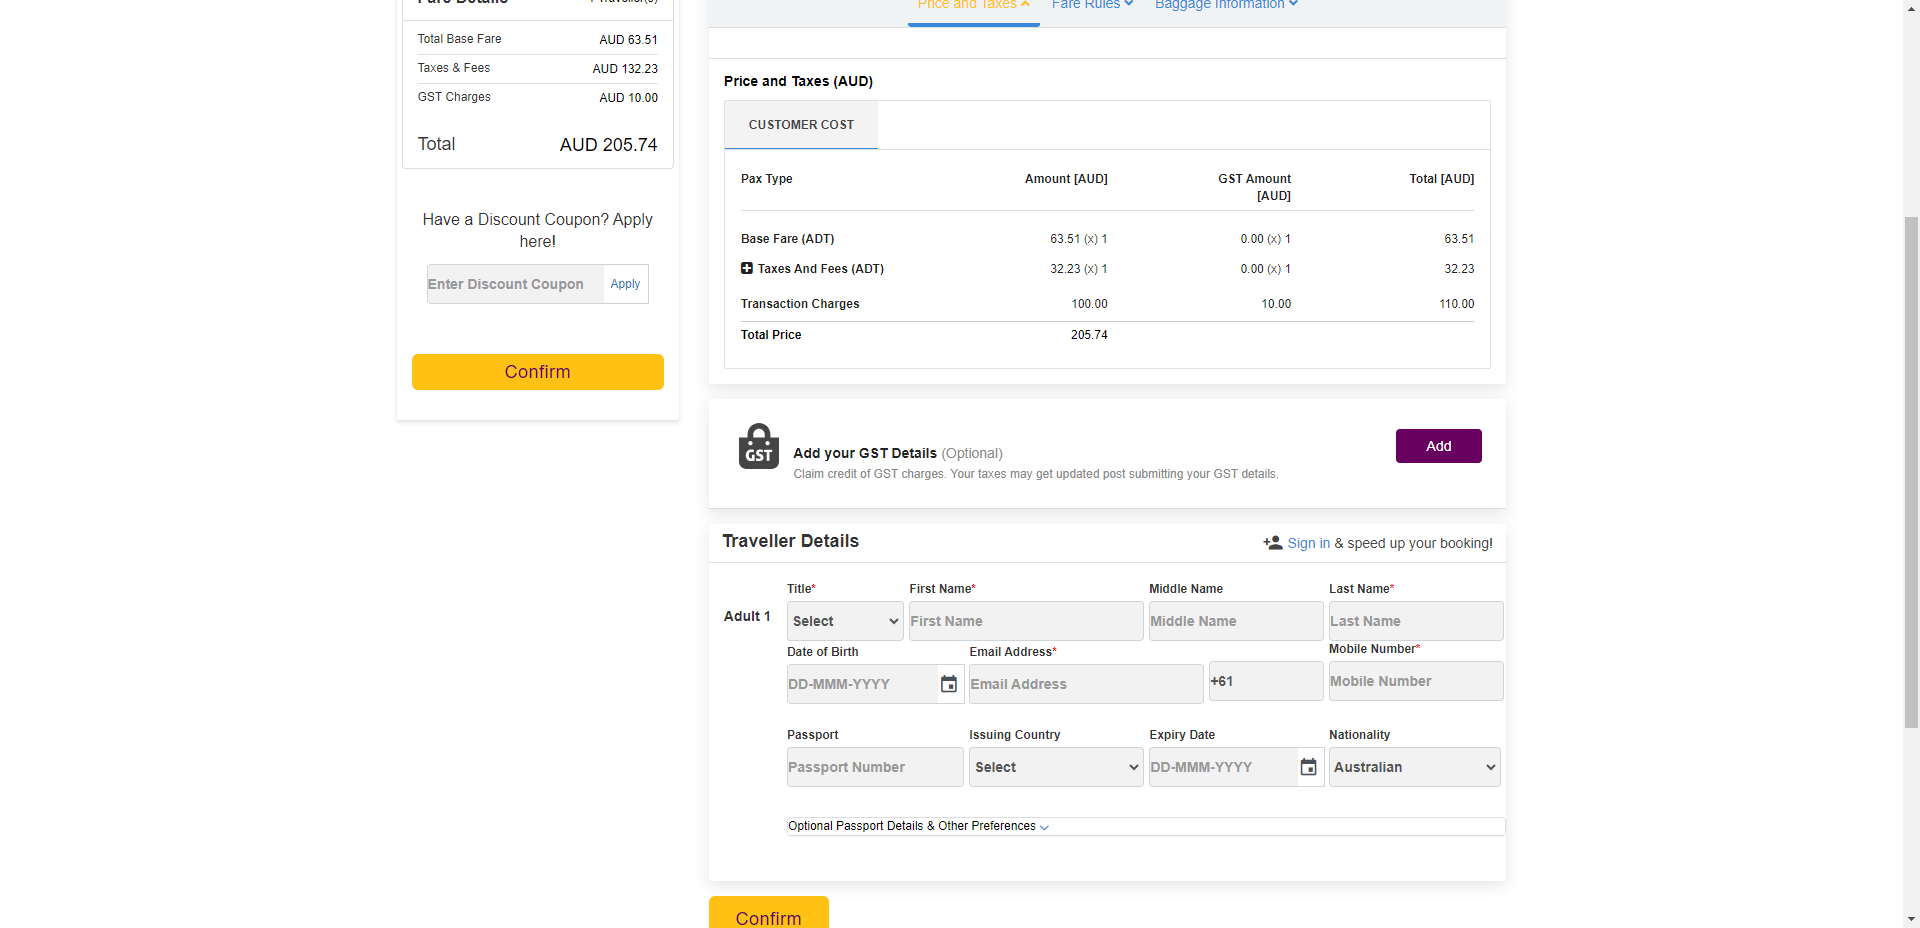 Fare Details
Price and Taxes
Fare Rules
Baggage Information
Total Base Fare AUD 63.51
Taxes & Fees AUD 132.23
GST Charges AUD 10.00
Total AUD 205.74
Have a Discount Coupon? Apply
here!
Enter Discount Coupon Apply
Confirm
Price and Taxes (AUD)
CUSTOMER COST
Pax Type Amount [AUD] GST Amount
[AUD] Total [AUD]
Base Fare (ADT) 63.51 (x) 1 0.00 (x) 1 63.51
Taxes And Fees (ADT) 32.23 (x) 1 0.00 (x) 1 32.23
Transaction Charges 100.00 10.00 110.00
Total Price 205.74
GST
Add your GST Details (Optional)
Claim credit of GST charges. Your taxes may get updated post submitting your GST details.
Add
Traveller Details
Sign in & speed up your booking!
Title* First Name* Middle Name Last Name*
Adult 1 Select First Name Middle Name Last Name
Date of Birth Email Address* Mobile Number*
DD-MMM-YYYY Email Address +61 Mobile Number
Passport Issuing Country Expiry Date Nationality
Passport Number Select DD-MMM-YYYY Australian
Optional Passport Details & Other Preferences
Confirm